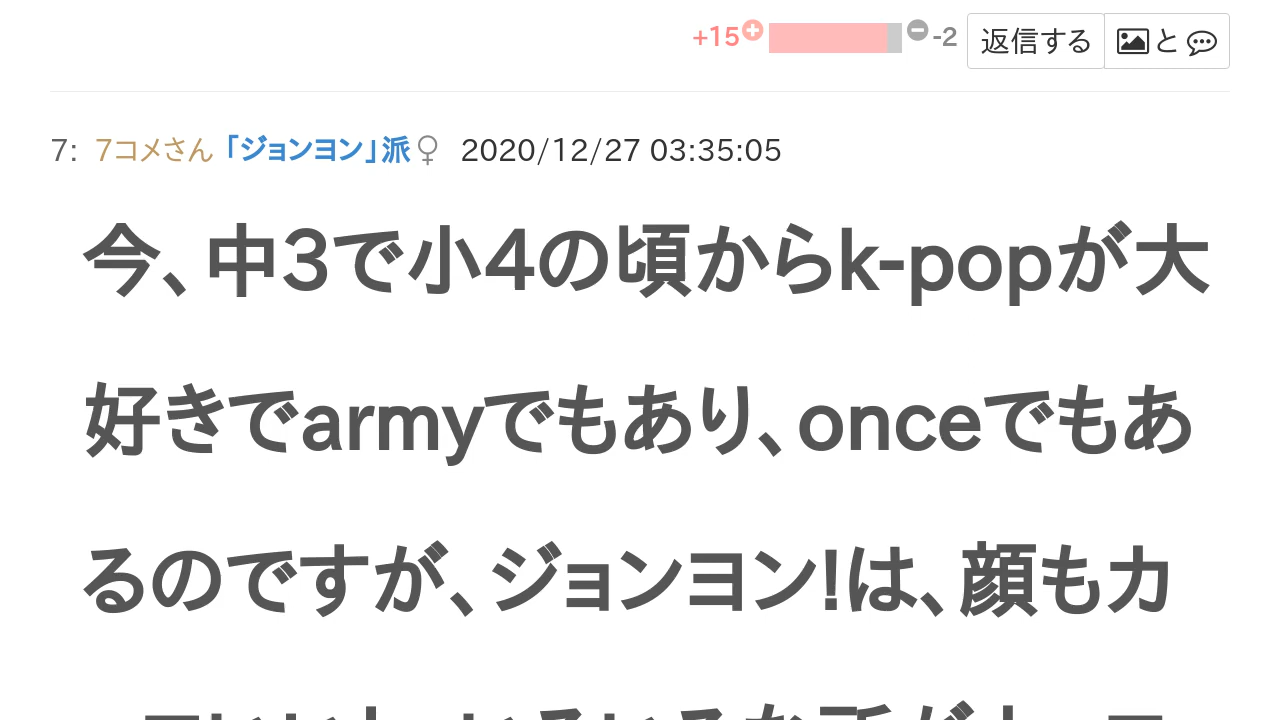 +15 -2 返信する と
7: 7コメさん 「ジョンヨン」派 2020/12/27 03:35:05
今、中3で小4の頃からk-popが大
好きでarmyでもあり、onceでもあ
るのですが、ジョンヨン!は、顔もカ